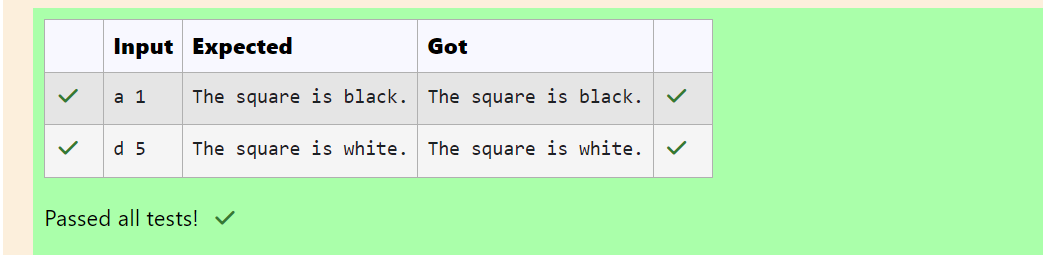 Input Expected Got
a 1 The square is black. The square is black.
d 5 The square is white. The square is white.
Passed all tests!